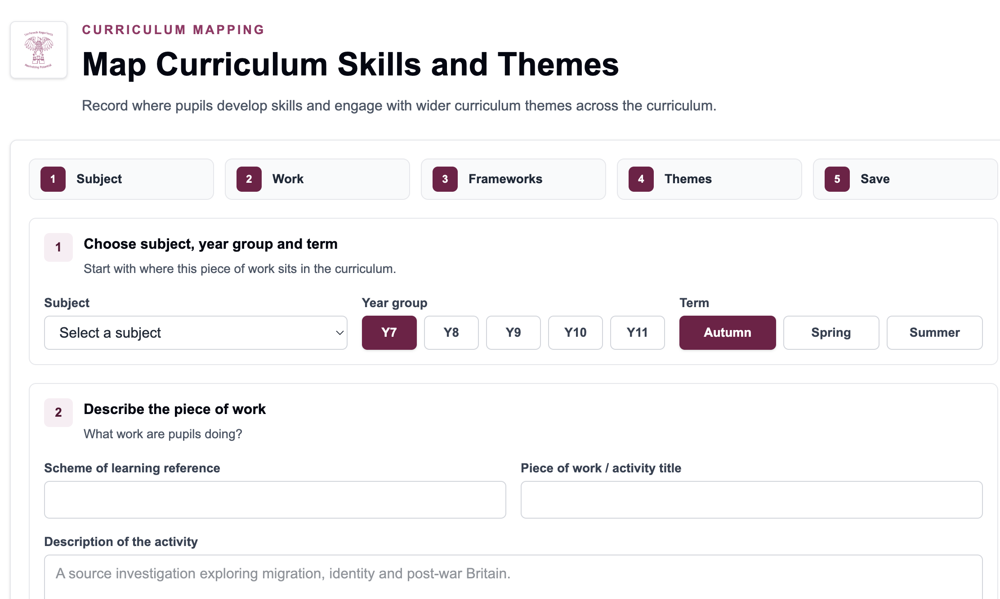 CURRICULUM MAPPING
Map Curriculum Skills and Themes
Record where pupils develop skills and engage with wider curriculum themes across the curriculum.
Maximising Potential
1 Subject
2 Work
3 Frameworks
4 Themes
5 Save
1 Choose subject, year group and term
Start with where this piece of work sits in the curriculum.
Subject
Select a subject
Year group
Y7 Y8 Y9 Y10 Y11
Term
Autumn Spring Summer
2 Describe the piece of work
What work are pupils doing?
Scheme of learning reference
Piece of work / activity title
Description of the activity
A source investigation exploring migration, identity and post-war Britain.